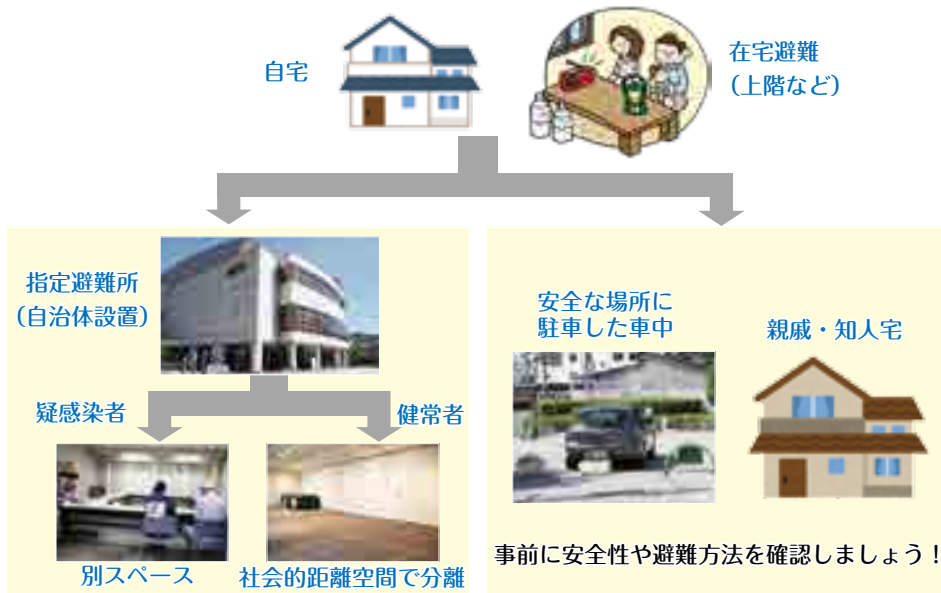 自宅
在宅避難
（上階など）
指定避難所
（自治体設置）
疑感染者
健常者
別スペース
社会的距離空間で分離
安全な場所に
駐車した車中
親戚・知人宅
事前に安全性や避難方法を確認しましょう！